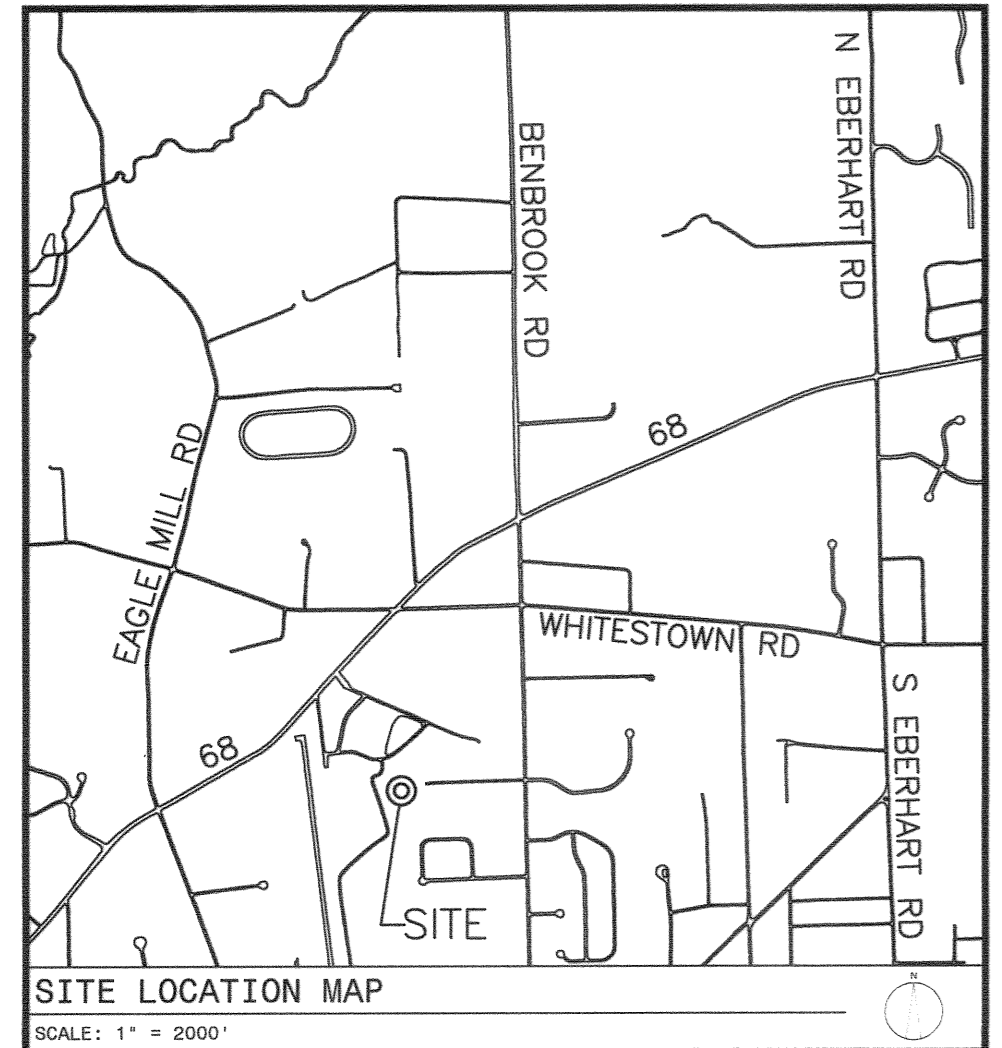 N EBERHART RD
BENBROOK RD
68
EAGLE MILL RD
WHITESTOWN RD
S EBERHART RD
68
SITE
SITE LOCATION MAP
N
SCALE: 1" = 2000'